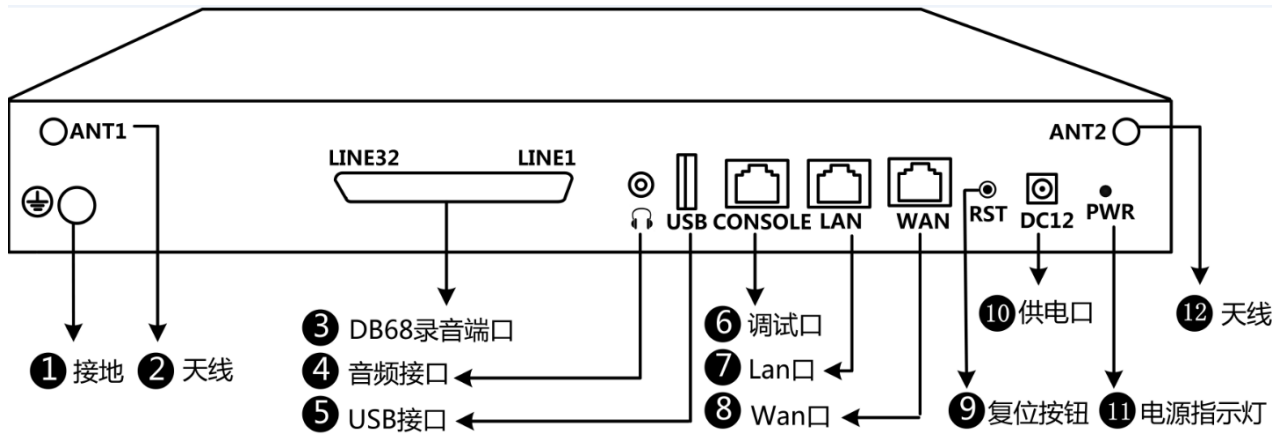 ANT1
ANT2
LINE32 LINE1
USB CONSOLE LAN WAN RST DC12 PWR
❸ DB68录音端口
❻ 调试口
❿ 供电口
⓬ 天线
❶ 接地
❷ 天线
❹ 音频接口
❼ Lan口
❺ USB接口
❽ Wan口
❾ 复位按钮
⓫ 电源指示灯